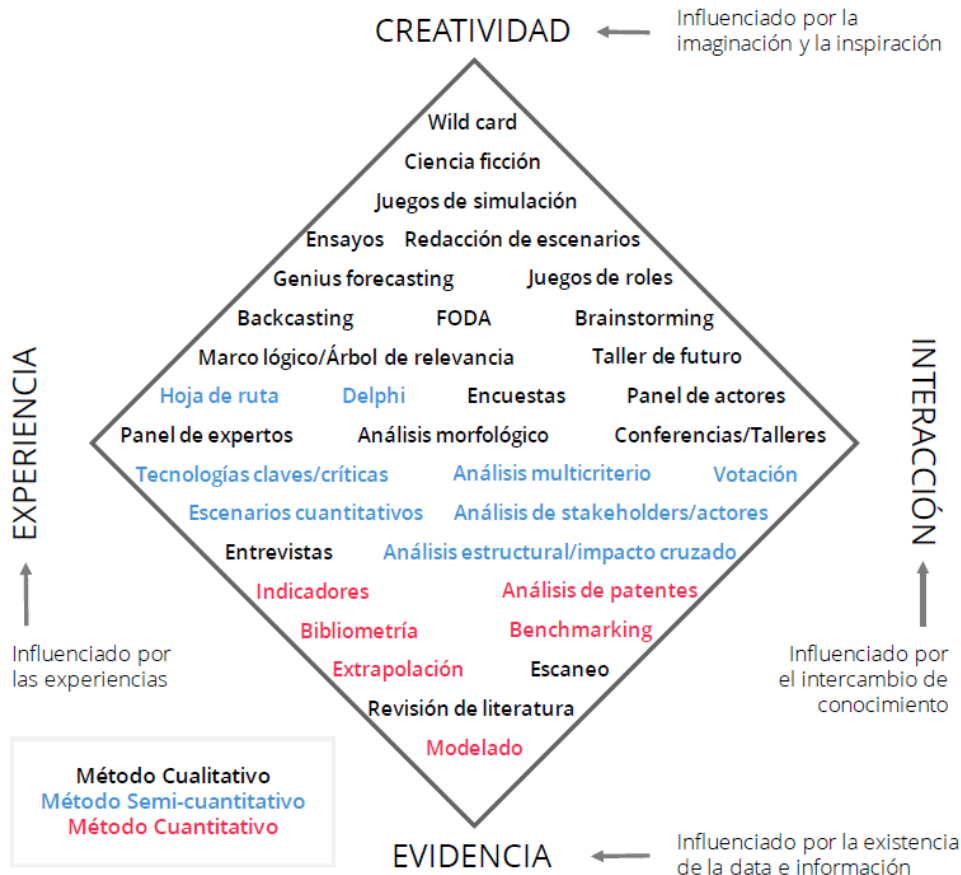 CREATIVIDAD
Influenciado por la
imaginación y la inspiración
Wild card
Ciencia ficción
Juegos de simulación
Ensayos Redacción de escenarios
Genius forecasting Juegos de roles
Backcasting FODA Brainstorming
Marco lógico/Árbol de relevancia Taller de futuro
Hoja de ruta Delphi Encuestas Panel de actores
Panel de expertos Análisis morfológico Conferencias/Talleres
Tecnologías claves/críticas Análisis multicriterio Votación
Escenarios cuantitativos Análisis de stakeholders/actores
Entrevistas Análisis estructural/impacto cruzado
Indicadores Análisis de patentes
Bibliometría Benchmarking
Extrapolación Escaneo
Revisión de literatura
Modelado
EXPERIENCIA
Influenciado por
las experiencias
INTERACCIÓN
Influenciado por
el intercambio de
conocimiento
Método Cualitativo
Método Semi-cuantitativo
Método Cuantitativo
EVIDENCIA
Influenciado por la existencia
de la data e información